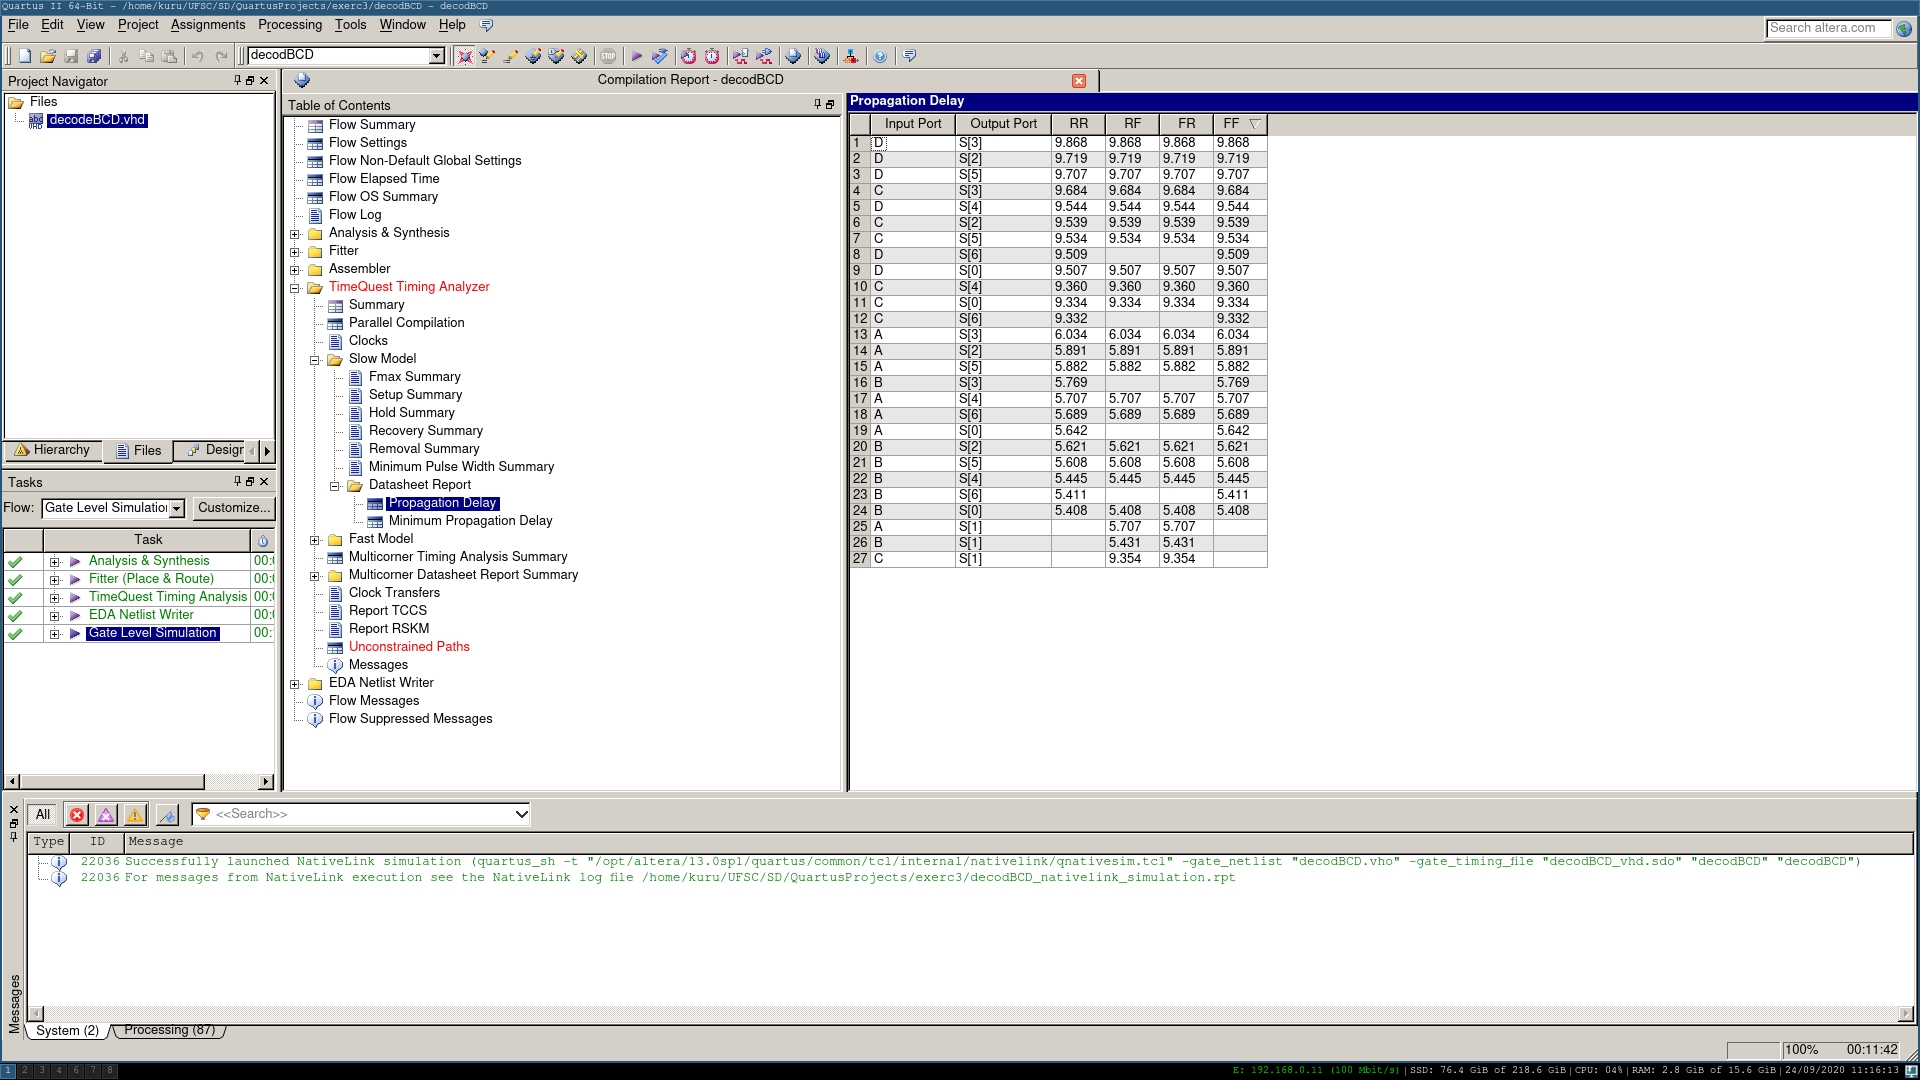 Quartus II 64-Bit - /home/kuru/UFSC/SD/QuartusProjects/exerc3/decodBCD - decodBCD
File Edit View Project Assignments Processing Tools Window Help
Search altera.com
decodBCD
Project Navigator
Files
decodeBCD.vhd
Hierarchy Files Design
Tasks
Flow: Gate Level Simulation Customize...
Task
Analysis & Synthesis 00:
Fitter (Place & Route) 00:
TimeQuest Timing Analysis 00:
EDA Netlist Writer 00:
Gate Level Simulation 00:
Compilation Report - decodBCD
Table of Contents
Flow Summary
Flow Settings
Flow Non-Default Global Settings
Flow Elapsed Time
Flow OS Summary
Flow Log
Analysis & Synthesis
Fitter
Assembler
TimeQuest Timing Analyzer
Summary
Parallel Compilation
Clocks
Slow Model
Fmax Summary
Setup Summary
Hold Summary
Recovery Summary
Removal Summary
Minimum Pulse Width Summary
Datasheet Report
Propagation Delay
Minimum Propagation Delay
Fast Model
Multicorner Timing Analysis Summary
Multicorner Datasheet Report Summary
Clock Transfers
Report TCCS
Report RSKM
Unconstrained Paths
Messages
EDA Netlist Writer
Flow Messages
Flow Suppressed Messages
Propagation Delay
Input Port Output Port RR RF FR FF
1 D S[3] 9.868 9.868 9.868 9.868
2 D S[2] 9.719 9.719 9.719 9.719
3 D S[5] 9.707 9.707 9.707 9.707
4 C S[3] 9.684 9.684 9.684 9.684
5 D S[4] 9.544 9.544 9.544 9.544
6 C S[2] 9.539 9.539 9.539 9.539
7 C S[5] 9.534 9.534 9.534 9.534
8 D S[6] 9.509 9.509
9 D S[0] 9.507 9.507 9.507 9.507
10 C S[4] 9.360 9.360 9.360 9.360
11 C S[0] 9.334 9.334 9.334 9.334
12 C S[6] 9.332 9.332
13 A S[3] 6.034 6.034 6.034 6.034
14 A S[2] 5.891 5.891 5.891 5.891
15 A S[5] 5.882 5.882 5.882 5.882
16 B S[3] 5.769 5.769
17 A S[4] 5.707 5.707 5.707 5.707
18 A S[6] 5.689 5.689 5.689 5.689
19 A S[0] 5.642 5.642
20 B S[2] 5.621 5.621 5.621 5.621
21 B S[5] 5.608 5.608 5.608 5.608
22 B S[4] 5.445 5.445 5.445 5.445
23 B S[6] 5.411 5.411
24 B S[0] 5.408 5.408 5.408 5.408
25 A S[1] 5.707 5.707
26 B S[1] 5.431 5.431
27 C S[1] 9.354 9.354
All <<Search>>
Type ID Message
22036 Successfully launched NativeLink simulation (quartus_sh -t "/opt/altera/13.0sp1/quartus/common/tcl/internal/nativelink/qnativesim.tcl" -gate_netlist "decodBCD.vho" -gate_timing_file "decodBCD_vhd.sdo" "decodBCD" "decodBCD")
22036 For messages from NativeLink execution see the NativeLink log file /home/kuru/UFSC/SD/QuartusProjects/exerc3/decodBCD_nativelink_simulation.rpt
Messages
System (2) Processing (87)
100% 00:11:42
1 2 3 4 6 7 8
E: 192.168.0.11 (100 Mbit/s)|SSD: 76.4 GiB of 218.6 GiB|CPU: 04%|RAM: 2.8 GiB of 15.6 GiB|24/09/2020 11:16:13